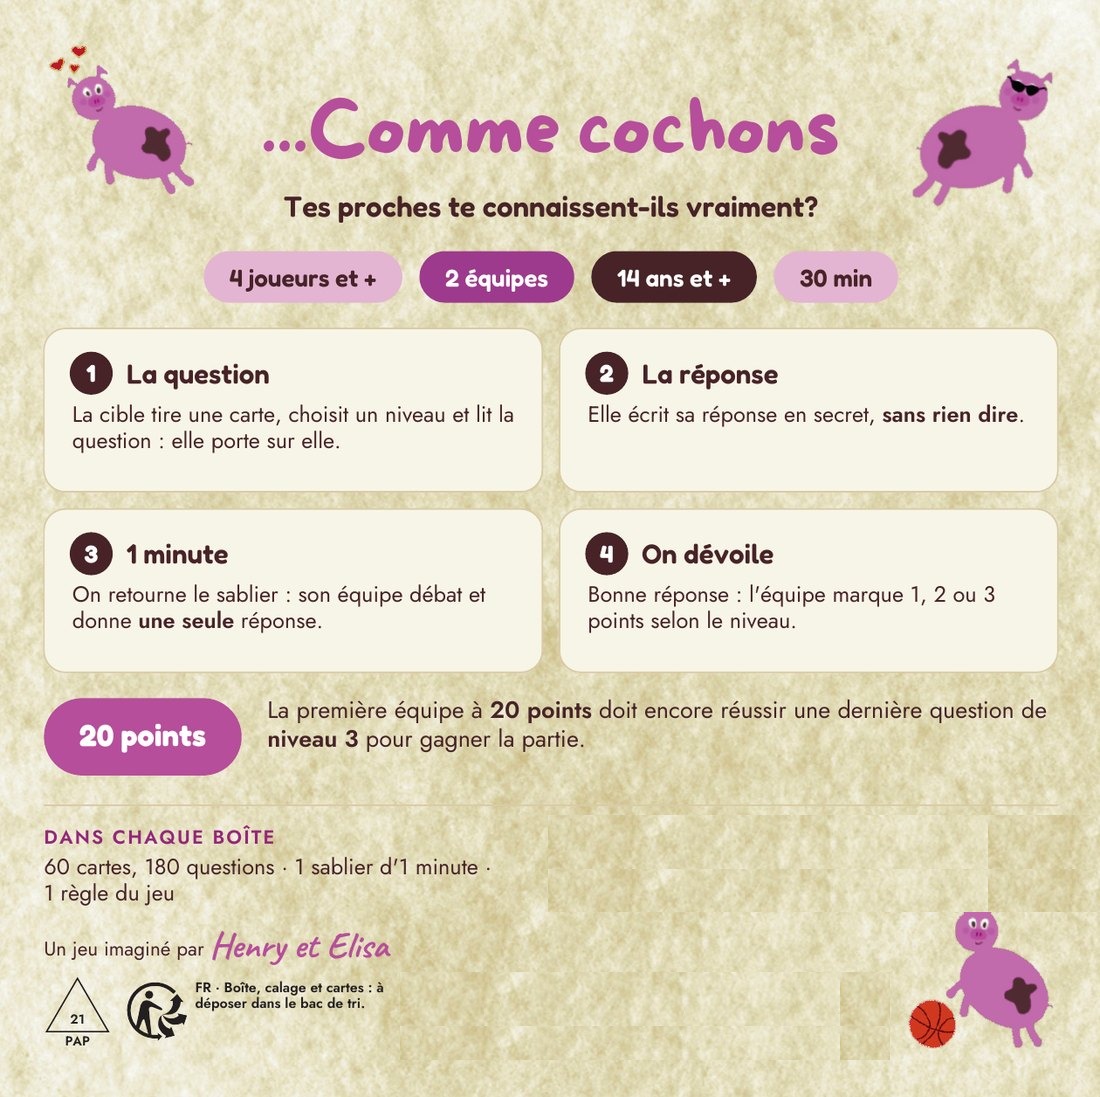 ...Comme cochons
Tes proches te connaissent-ils vraiment?
4 joueurs et +
2 équipes
14 ans et +
30 min
1 La question
La cible tire une carte, choisit un niveau et lit la
question : elle porte sur elle.
2 La réponse
Elle écrit sa réponse en secret, sans rien dire.
3 1 minute
On retourne le sablier : son équipe débat et
donne une seule réponse.
4 On dévoile
Bonne réponse : l'équipe marque 1, 2 ou 3
points selon le niveau.
20 points
La première équipe à 20 points doit encore réussir une dernière question de
niveau 3 pour gagner la partie.
DANS CHAQUE BOÎTE
60 cartes, 180 questions · 1 sablier d'1 minute ·
1 règle du jeu
Un jeu imaginé par Henry et Elisa
21
PAP
FR · Boîte, calage et cartes : à
déposer dans le bac de tri.